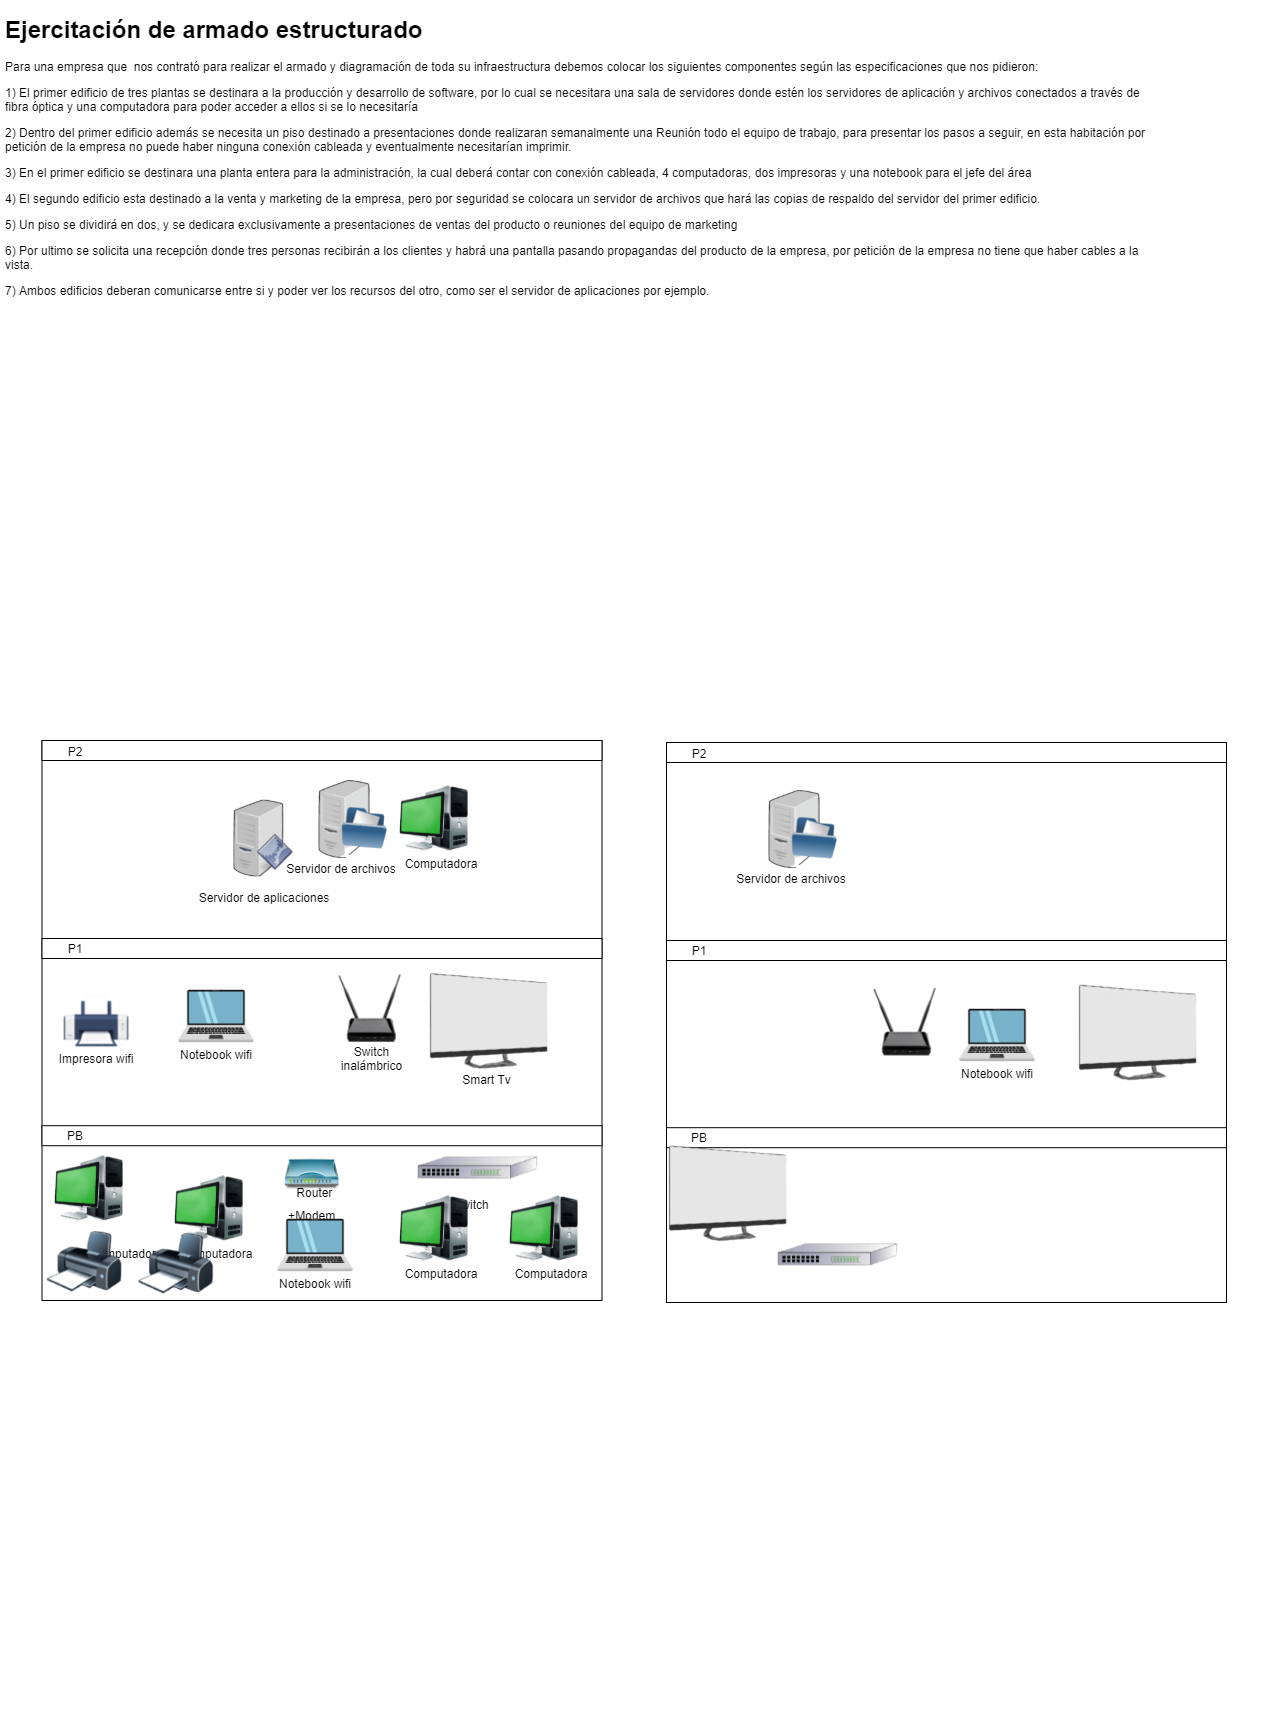 Ejercitación de armado estructurado
Para una empresa que  nos contrató para realizar el armado y diagramación de toda su infraestructura debemos colocar los siguientes componentes según las especificaciones que nos pidieron:
1) El primer edificio de tres plantas se destinara a la producción y desarrollo de software, por lo cual se necesitara una sala de servidores donde estén los servidores de aplicación y archivos conectados a través de
fibra óptica y una computadora para poder acceder a ellos si se lo necesitaría
2) Dentro del primer edificio además se necesita un piso destinado a presentaciones donde realizaran semanalmente una Reunión todo el equipo de trabajo, para presentar los pasos a seguir, en esta habitación por
petición de la empresa no puede haber ninguna conexión cableada y eventualmente necesitarían imprimir.
3) En el primer edificio se destinara una planta entera para la administración, la cual deberá contar con conexión cableada, 4 computadoras, dos impresoras y una notebook para el jefe del área
4) El segundo edificio esta destinado a la venta y marketing de la empresa, pero por seguridad se colocara un servidor de archivos que hará las copias de respaldo del servidor del primer edificio.
5) Un piso se dividirá en dos, y se dedicara exclusivamente a presentaciones de ventas del producto o reuniones del equipo de marketing
6) Por ultimo se solicita una recepción donde tres personas recibirán a los clientes y habrá una pantalla pasando propagandas del producto de la empresa, por petición de la empresa no tiene que haber cables a la
vista.
7) Ambos edificios deberan comunicarse entre si y poder ver los recursos del otro, como ser el servidor de aplicaciones por ejemplo.
P2
Servidor de archivos
Computadora
Servidor de aplicaciones
P1
Impresora wifi
Notebook wifi
Switch
inalámbrico
Smart Tv
PB
Router
+Modem
Notebook wifi
Computadora
Computadora
P2
Servidor de archivos
P1
Notebook wifi
PB